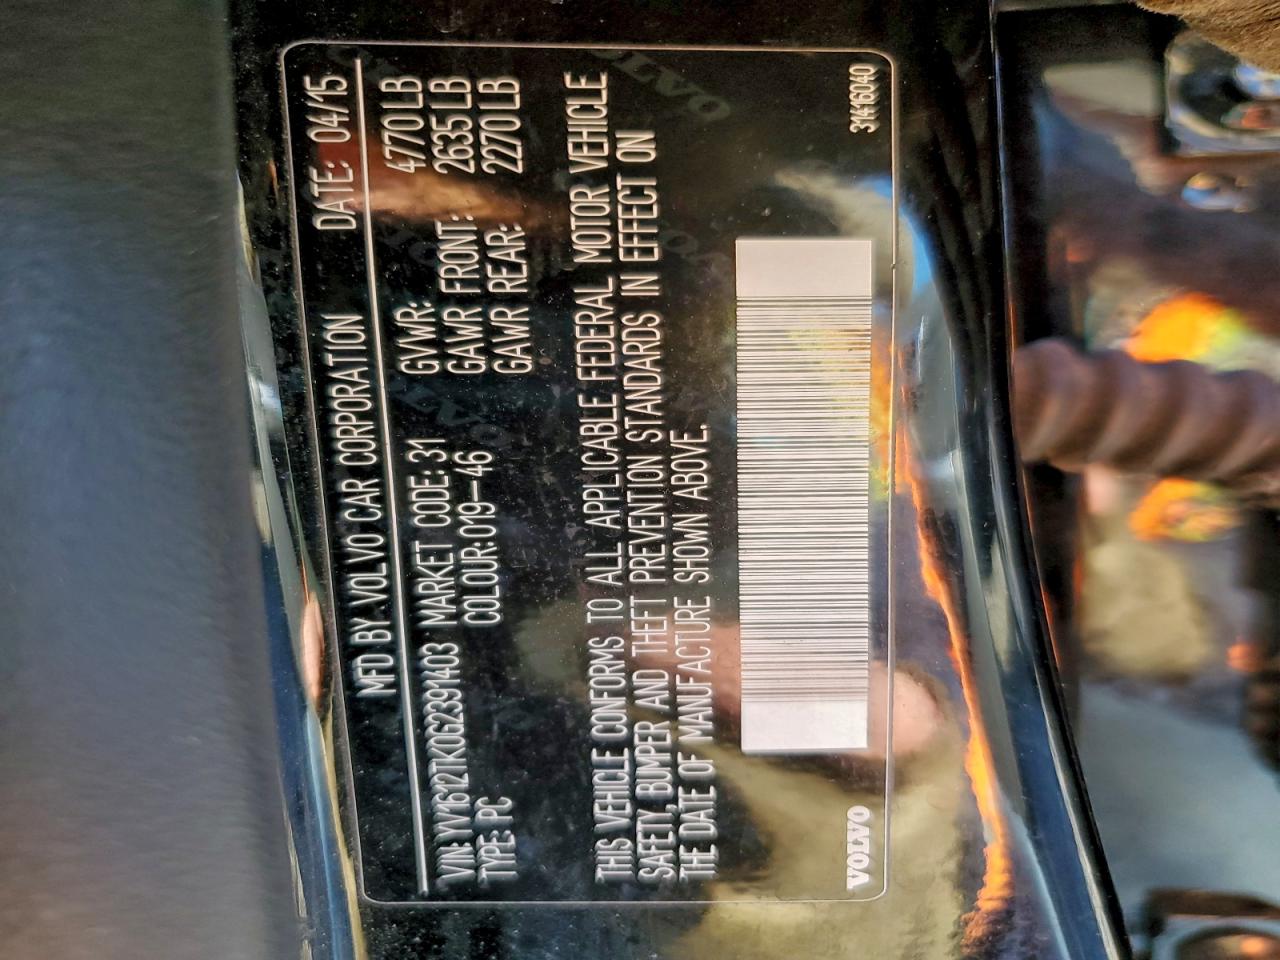 MFD BY VOLVO CAR CORPORATION DATE: 04/15
VIN: YV1612TK0G2391403 MARKET CODE: 31 GVWR: 4770LB
TYPE: PC COLOUR: 019-46 GAWR FRONT: 2635LB
GAWR REAR: 2270LB
THIS VEHICLE CONFORMS TO ALL APPLICABLE FEDERAL MOTOR VEHICLE
SAFETY, BUMPER AND THEFT PREVENTION STANDARDS IN EFFECT ON
THE DATE OF MANUFACTURE SHOWN ABOVE.
VOLVO 31416040